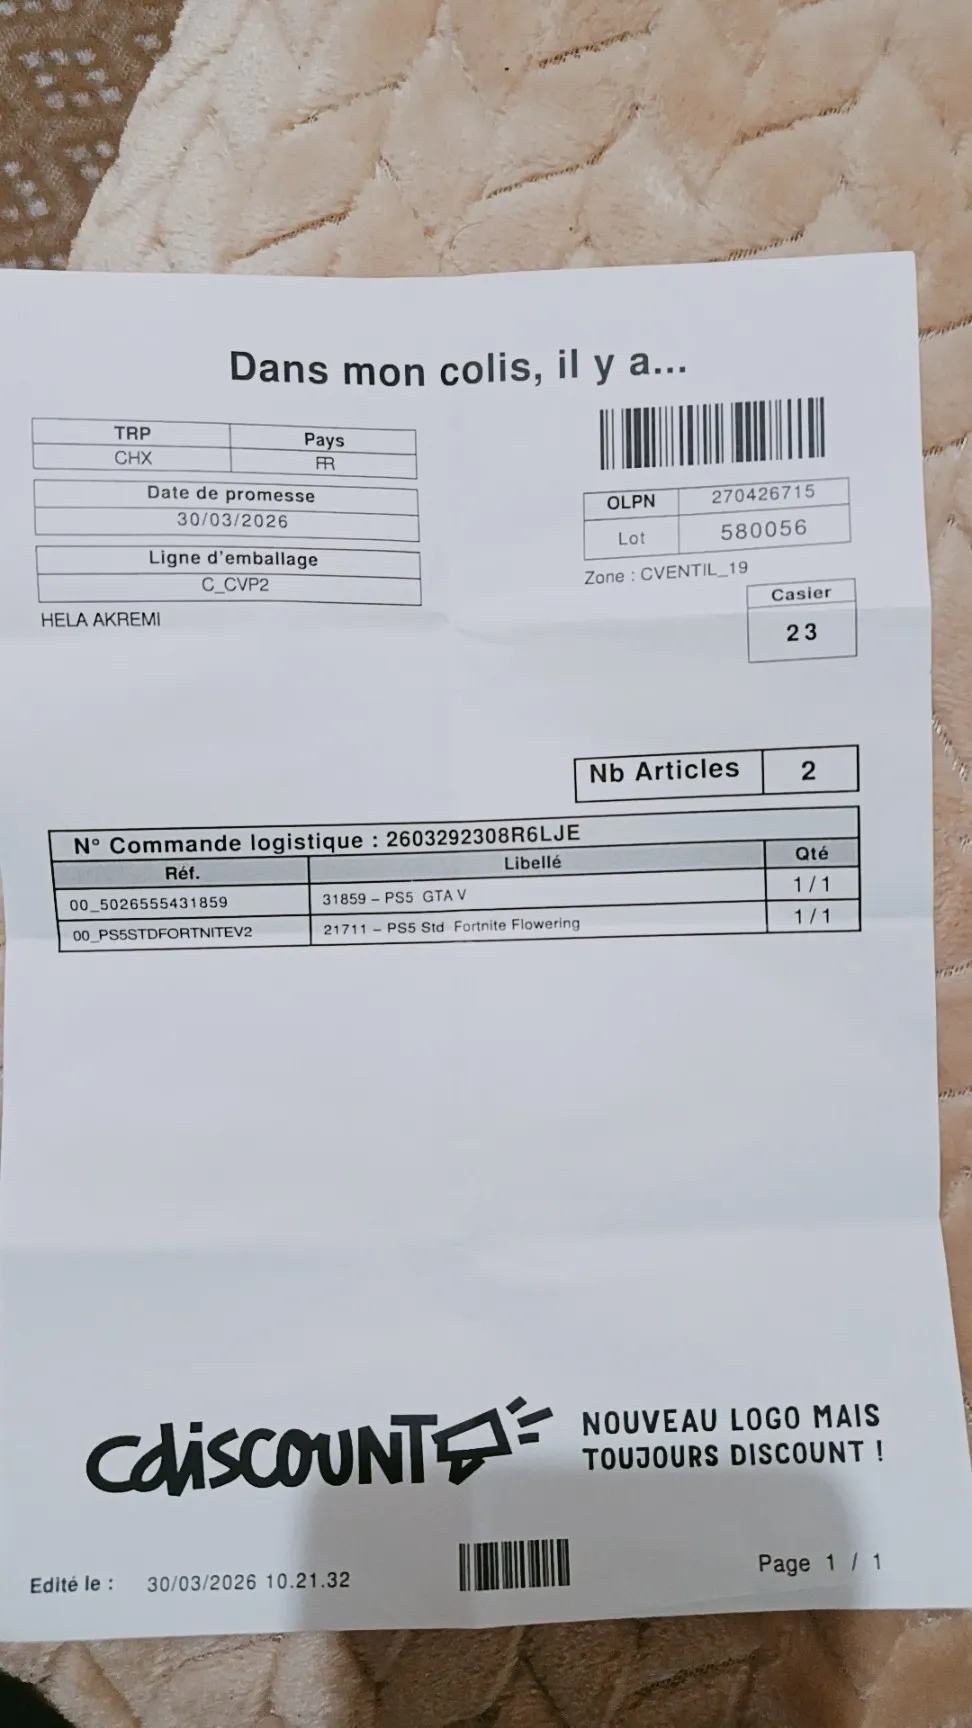 Dans mon colis, il y a...
TRP Pays
CHX FR
Date de promesse
30/03/2026
Ligne d'emballage
C_CVP2
HELA AKREMI
OLPN 270426715
Lot 580056
Zone : CVENTIL_19
Casier
23
Nb Articles 2
N° Commande logistique : 2603292308R6LJE
Réf. Libellé Qté
00_5026555431859 31859 – PS5 GTA V 1 / 1
00_PS5STDFORTNITEV2 21711 – PS5 Std Fortnite Flowering 1 / 1
cdiscount
NOUVEAU LOGO MAIS
TOUJOURS DISCOUNT !
Edité le : 30/03/2026 10.21.32
Page 1 / 1